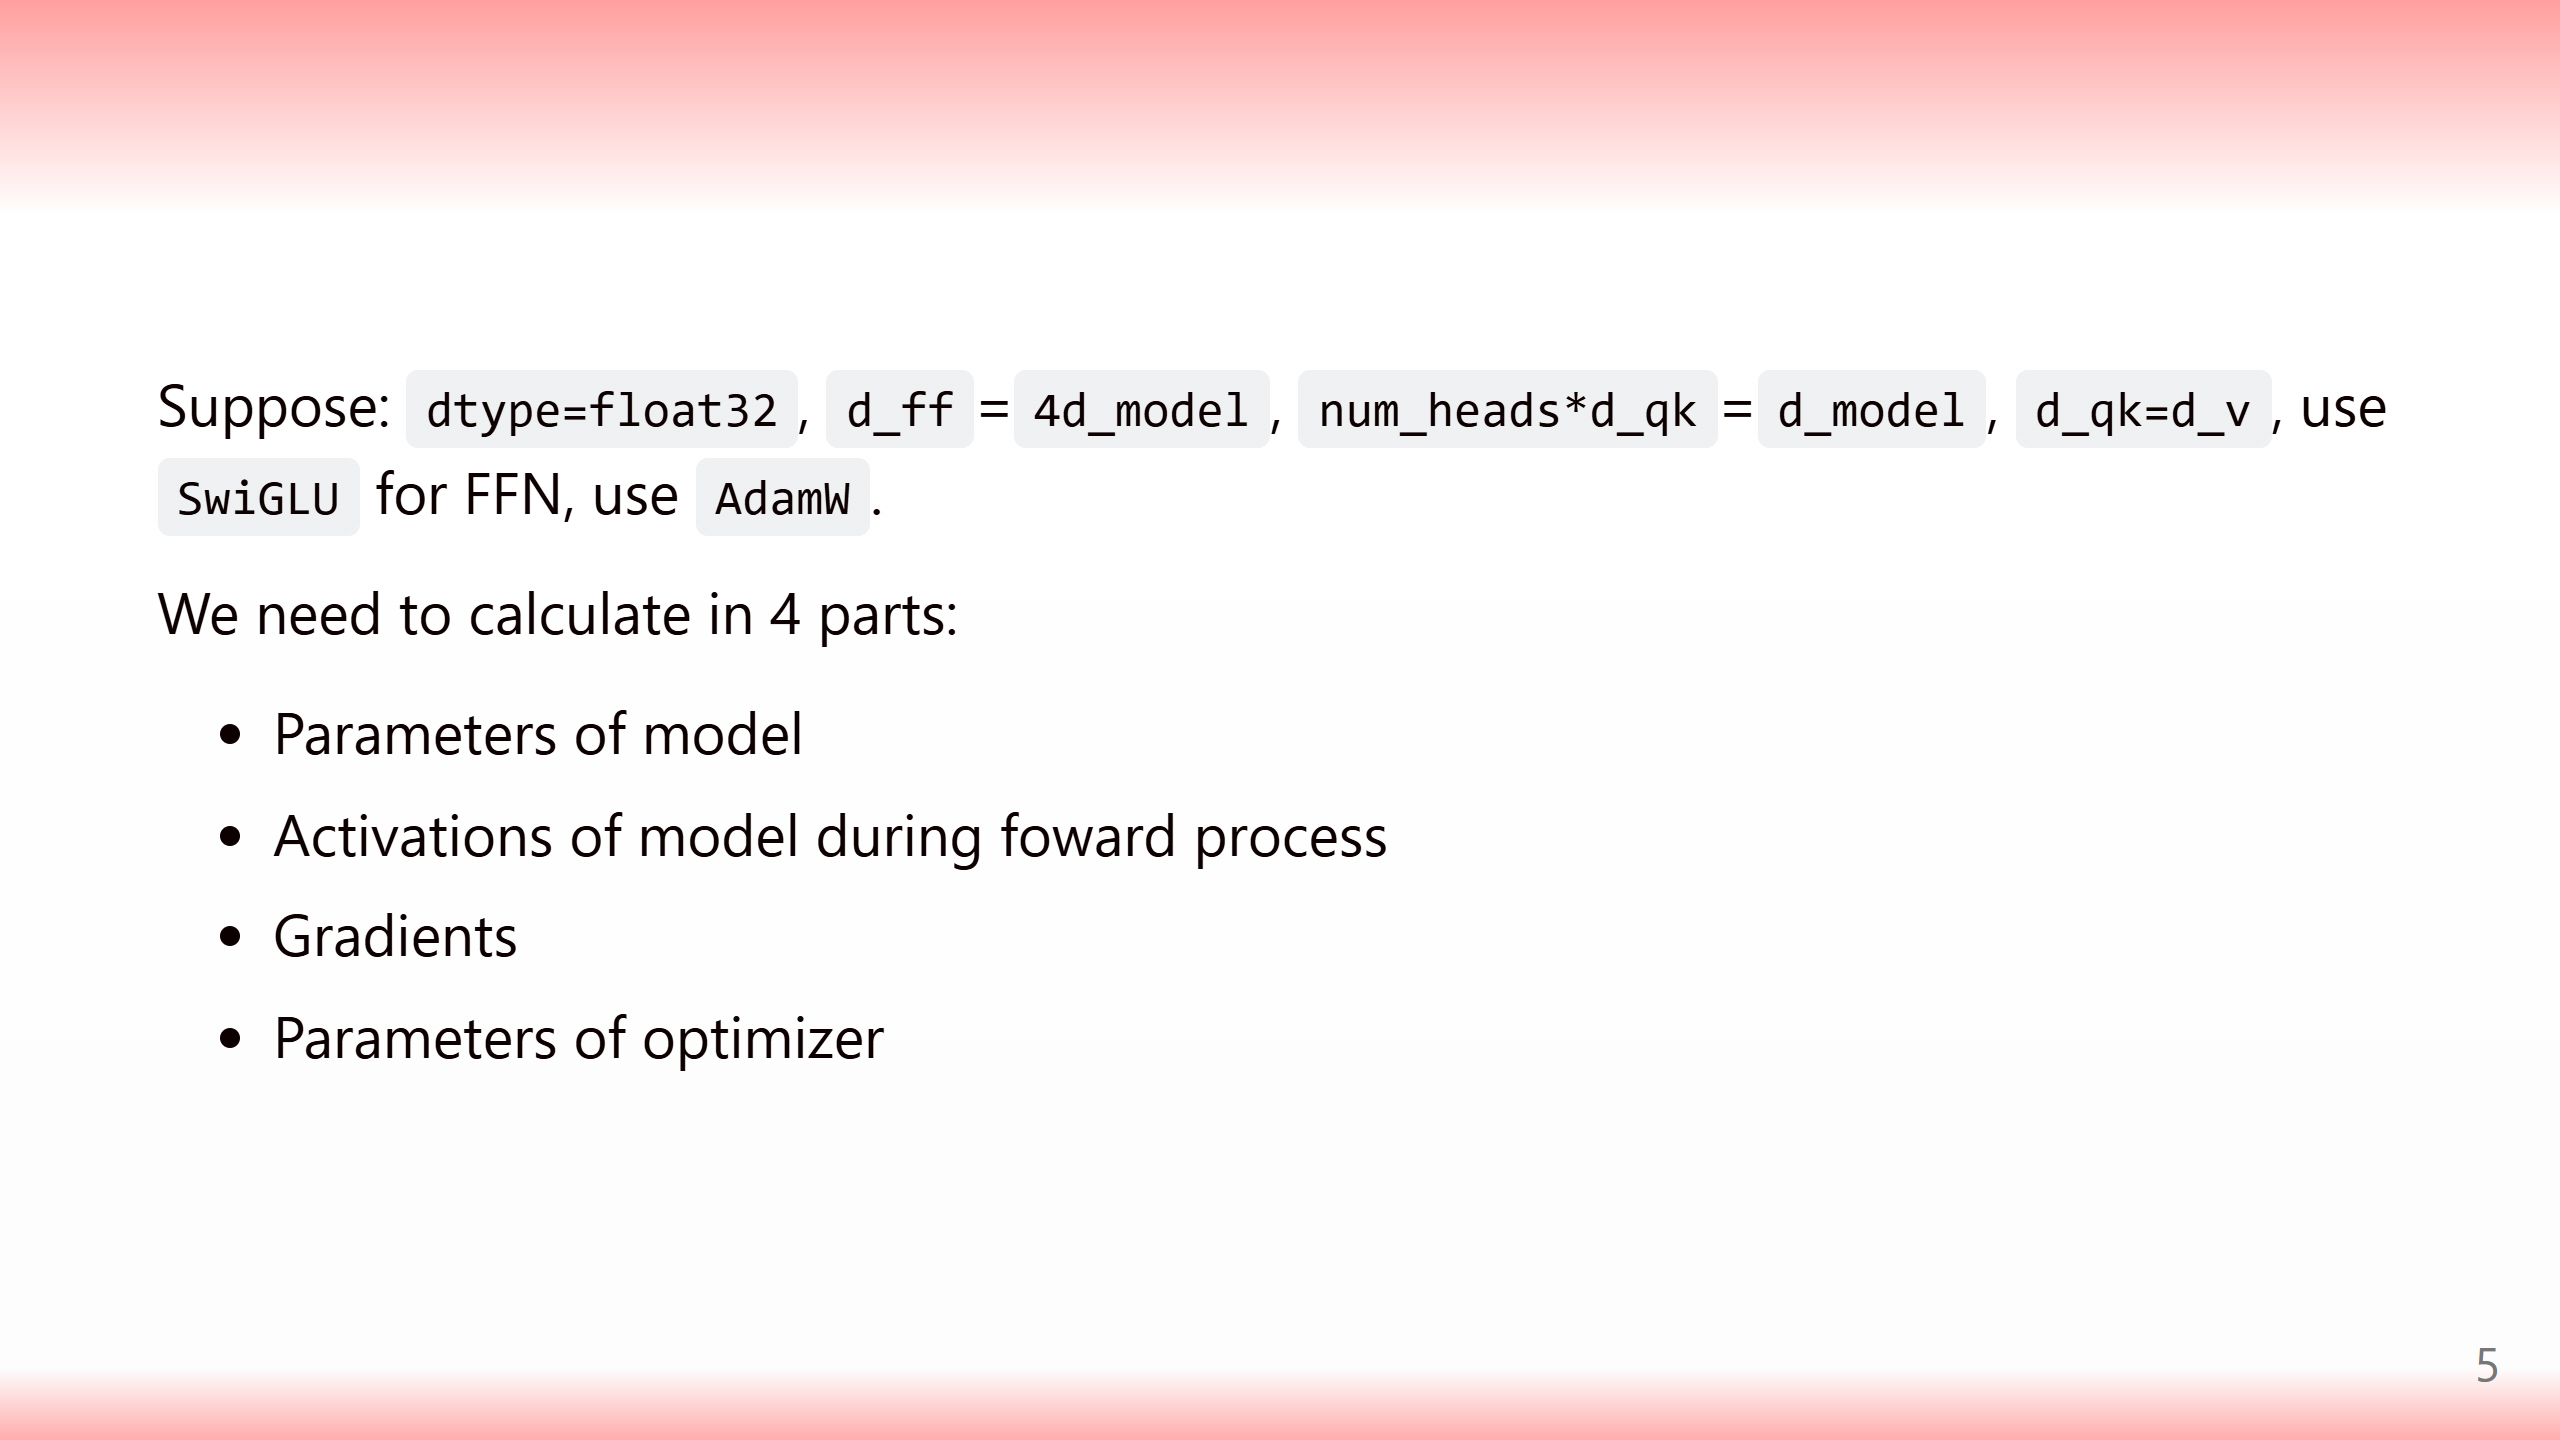 Suppose: dtype=float32, d_ff=4d_model, num_heads*d_qk=d_model, d_qk=d_v, use
SwiGLU for FFN, use AdamW.
We need to calculate in 4 parts:
• Parameters of model
• Activations of model during foward process
• Gradients
• Parameters of optimizer
5